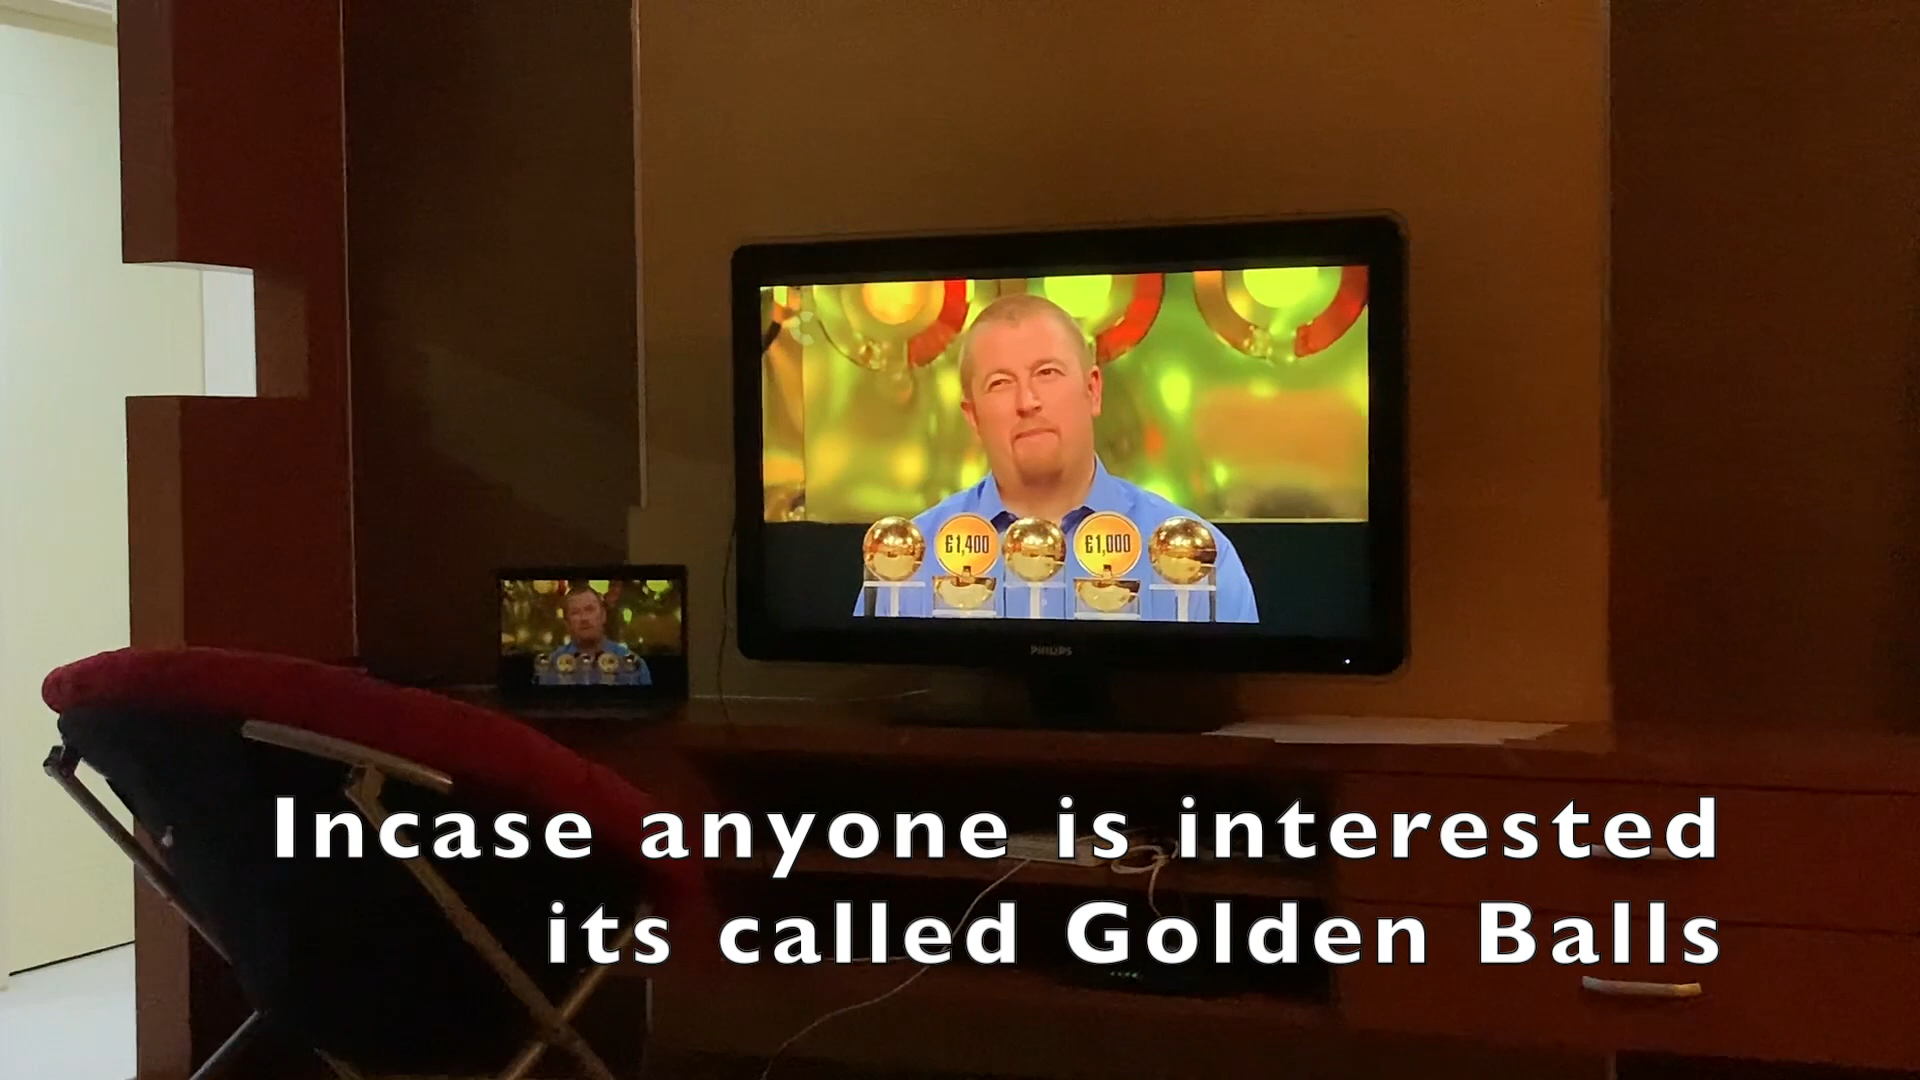 £1,400
£1,000
PHILIPS
Incase anyone is interested
its called Golden Balls